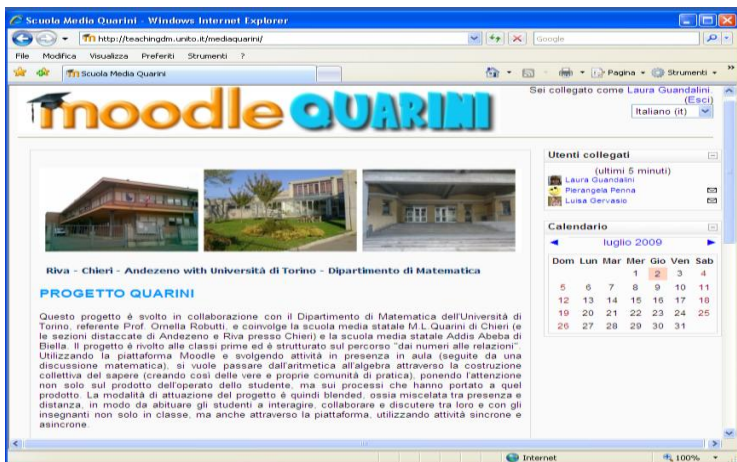 Scuola Media Quarini - Windows Internet Explorer
http://teachingdm.unito.it/mediaquarini/
Google
File Modifica Visualizza Preferiti Strumenti ?
Scuola Media Quarini
Pagina Strumenti
moodle QUARINI
Sei collegato come Laura Guandalini.
(Esci)
Italiano (it)
Riva - Chieri - Andezeno with Università di Torino - Dipartimento di Matematica
PROGETTO QUARINI
Questo progetto è svolto in collaborazione con il Dipartimento di Matematica dell'Università di
Torino, referente Prof. Ornella Robutti, e coinvolge la scuola media statale M.L.Quarini di Chieri (e
le sezioni distaccate di Andezeno e Riva presso Chieri) e la scuola media statale Addis Abeba di
Biella. Il progetto è rivolto alle classi prime ed è strutturato sul percorso "dai numeri alle relazioni".
Utilizzando la piattaforma Moodle e svolgendo attività in presenza in aula (seguite da una
discussione matematica), si vuole passare dall'aritmetica all'algebra attraverso la costruzione
collettiva del sapere (creando così delle vere e proprie comunità di pratica), ponendo l'attenzione
non solo sul prodotto dell'operato dello studente, ma sui processi che hanno portato a quel
prodotto. La modalità di attuazione del progetto è quindi blended, ossia miscelata tra presenza e
distanza, in modo da abituare gli studenti a interagire, collaborare e discutere tra loro e con gli
insegnanti non solo in classe, ma anche attraverso la piattaforma, utilizzando attività sincrone e
asincrone.
Utenti collegati
(ultimi 5 minuti)
Laura Guandalini
Pierangela Penna
Luisa Gervasio
Calendario
luglio 2009
Dom Lun Mar Mer Gio Ven Sab
1 2 3 4
5 6 7 8 9 10 11
12 13 14 15 16 17 18
19 20 21 22 23 24 25
26 27 28 29 30 31
Internet 100%